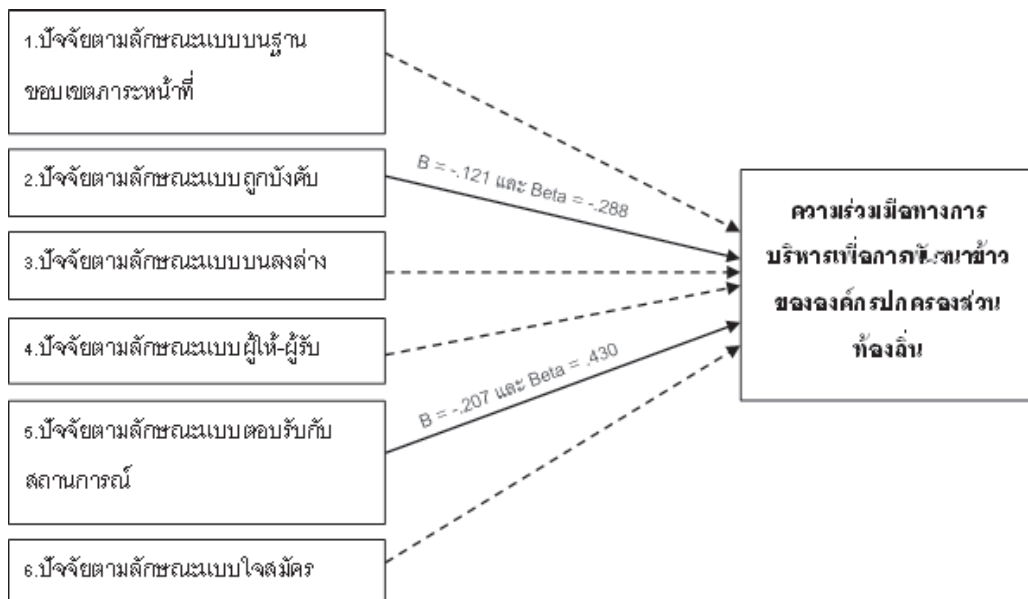 1.ปัจจัยตามลักษณะแบบบนฐาน
ขอบเขตภาระหน้าที่
2.ปัจจัยตามลักษณะแบบถูกบังคับ
3.ปัจจัยตามลักษณะแบบบนลงล่าง
4.ปัจจัยตามลักษณะแบบผู้ให้-ผู้รับ
5.ปัจจัยตามลักษณะแบบตอบรับกับ
สถานการณ์
6.ปัจจัยตามลักษณะแบบใจสมัคร
B = -.121 และ Beta = -.288
B = -.207 และ Beta = .430
ความร่วมมือทางการ
บริหารเพื่อการพัฒนาข้าว
ขององค์กรปกครองส่วน
ท้องถิ่น